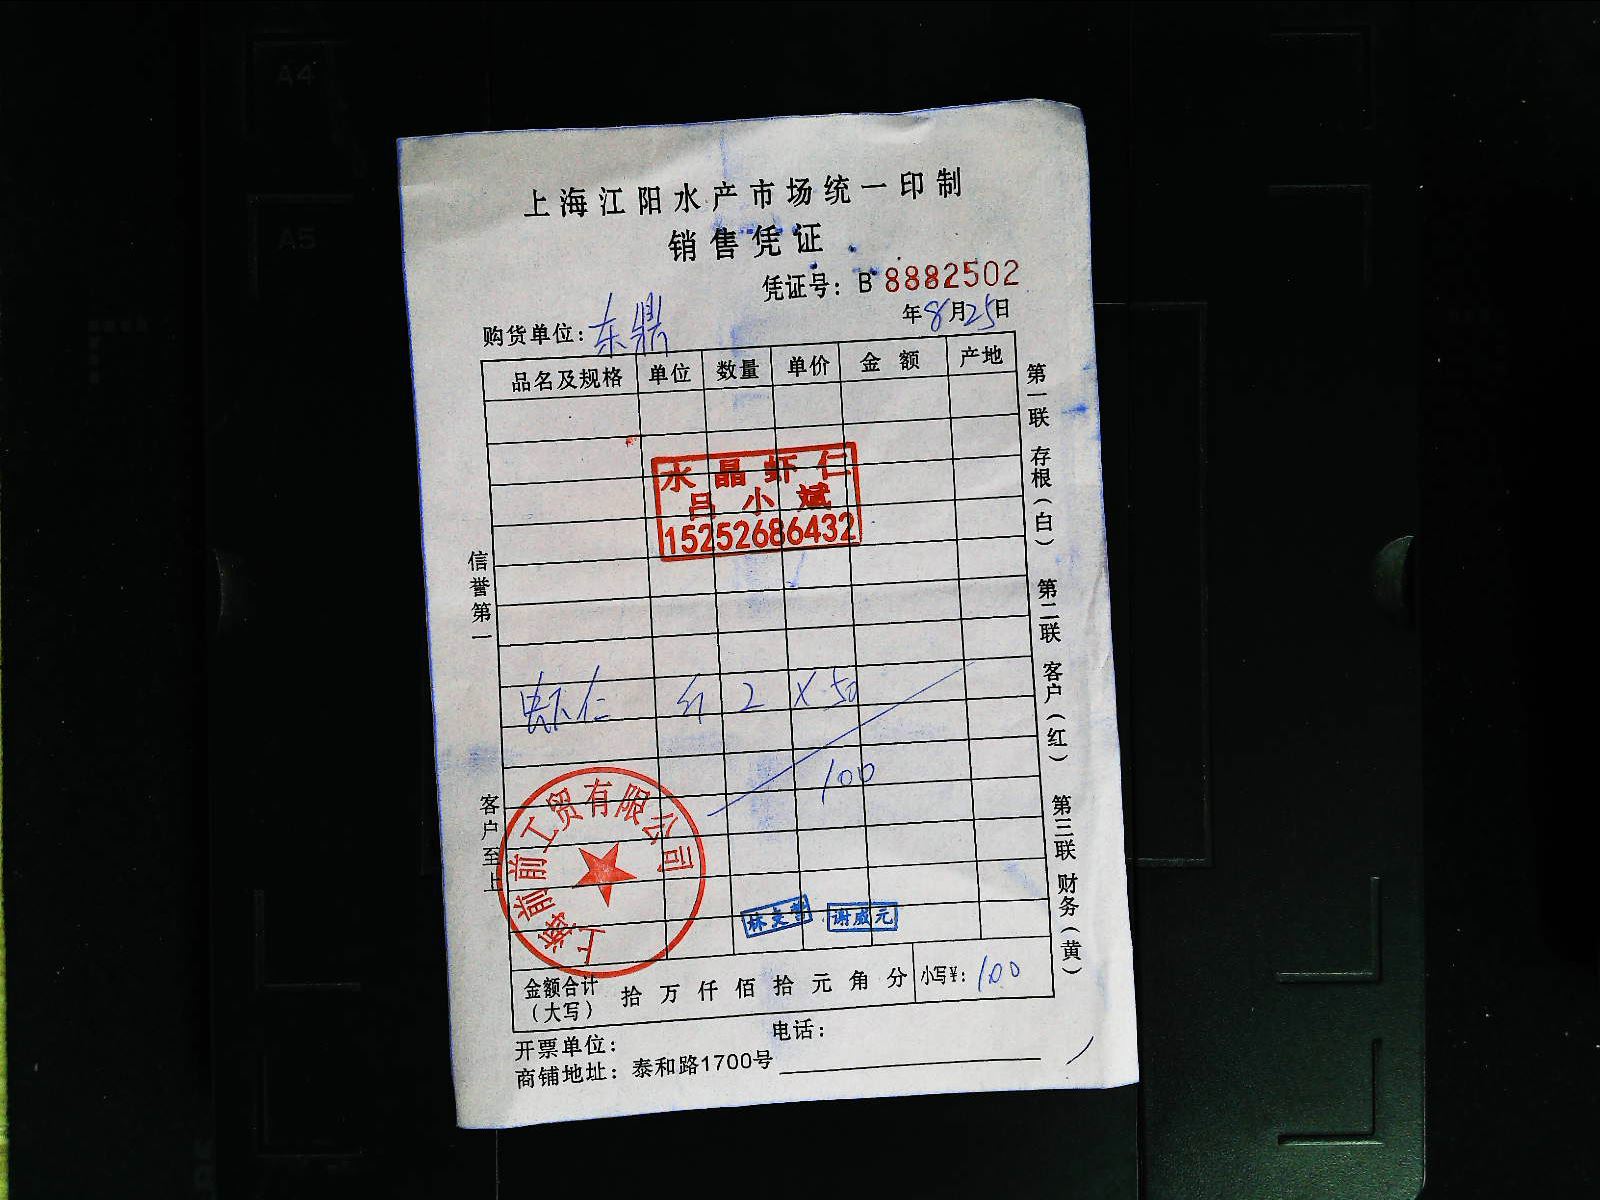 A4
A5
上海江阳水产市场统一印制
销售凭证
凭证号：B 8882502
购货单位：东鼎
年8月25日
品名及规格 单位 数量 单价 金额 产地
水晶虾仁
吕小斌
15252686432
虾仁 斤 2 × 50
100
上海前前工贸有限公司
谢成元
金额合计（大写） 拾 万 仟 佰 拾 元 角 分 小写¥：100
开票单位： 电话：
商铺地址：泰和路1700号
信誉第一
客户至上
第一联 存根（白）
第二联 客户（红）
第三联 财务（黄）